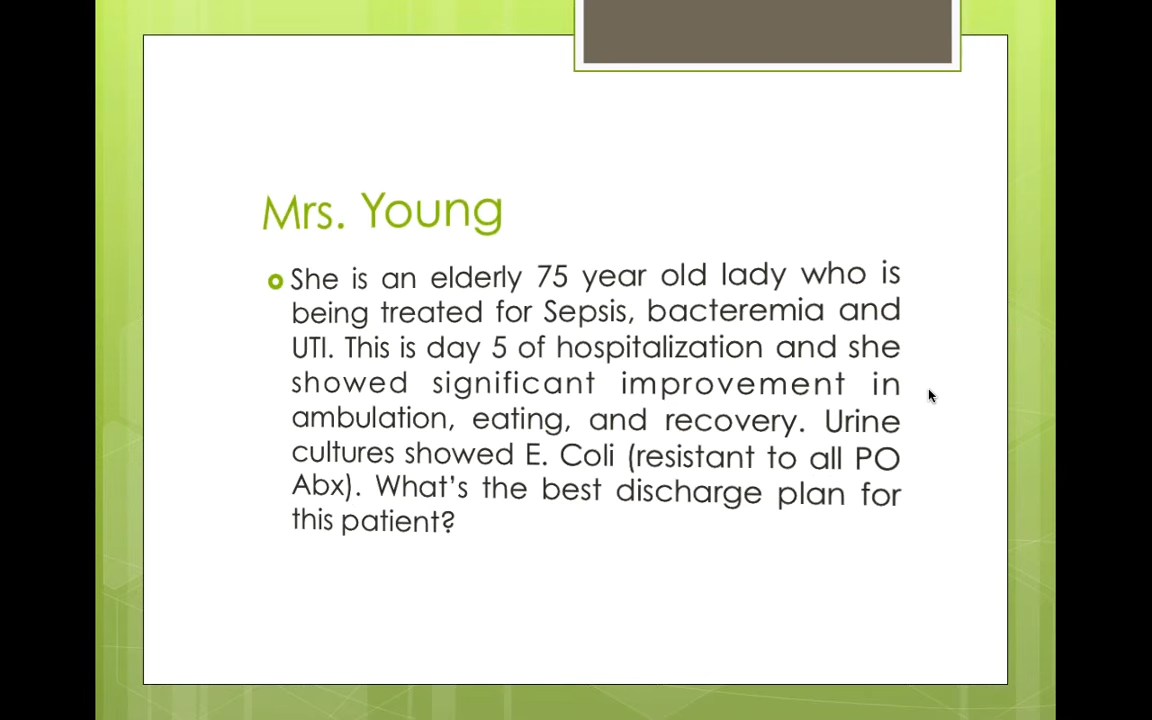 Mrs. Young
She is an elderly 75 year old lady who is
being treated for Sepsis, bacteremia and
UTI. This is day 5 of hospitalization and she
showed significant improvement in
ambulation, eating, and recovery. Urine
cultures showed E. Coli (resistant to all PO
Abx). What's the best discharge plan for
this patient?